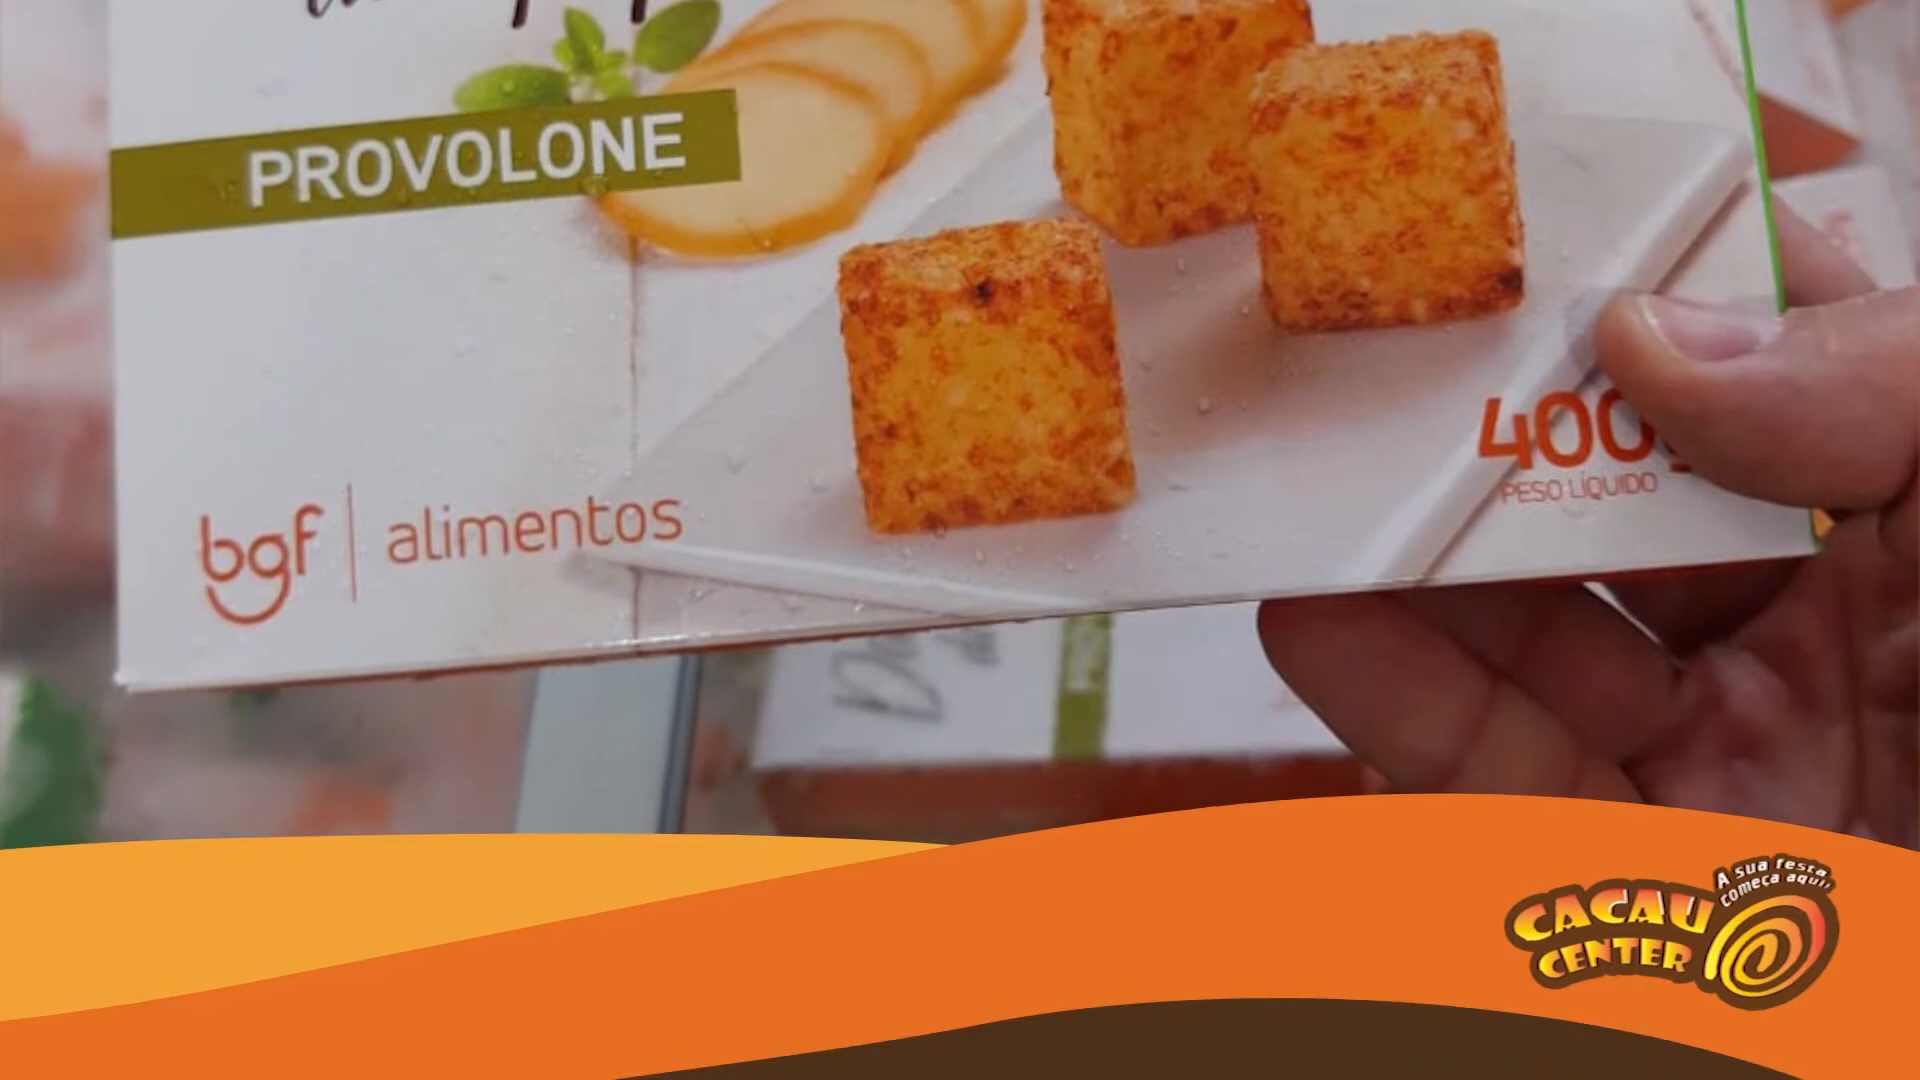 PROVOLONE
bgf | alimentos
400
PESO LÍQUIDO
A sua festa
começa aqui!
CACAU
CENTER